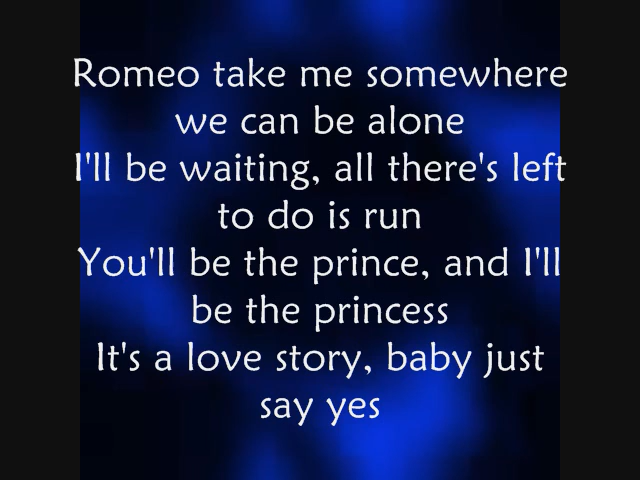 Romeo take me somewhere
we can be alone
I'll be waiting, all there's left
to do is run
You'll be the prince, and I'll
be the princess
It's a love story, baby just
say yes